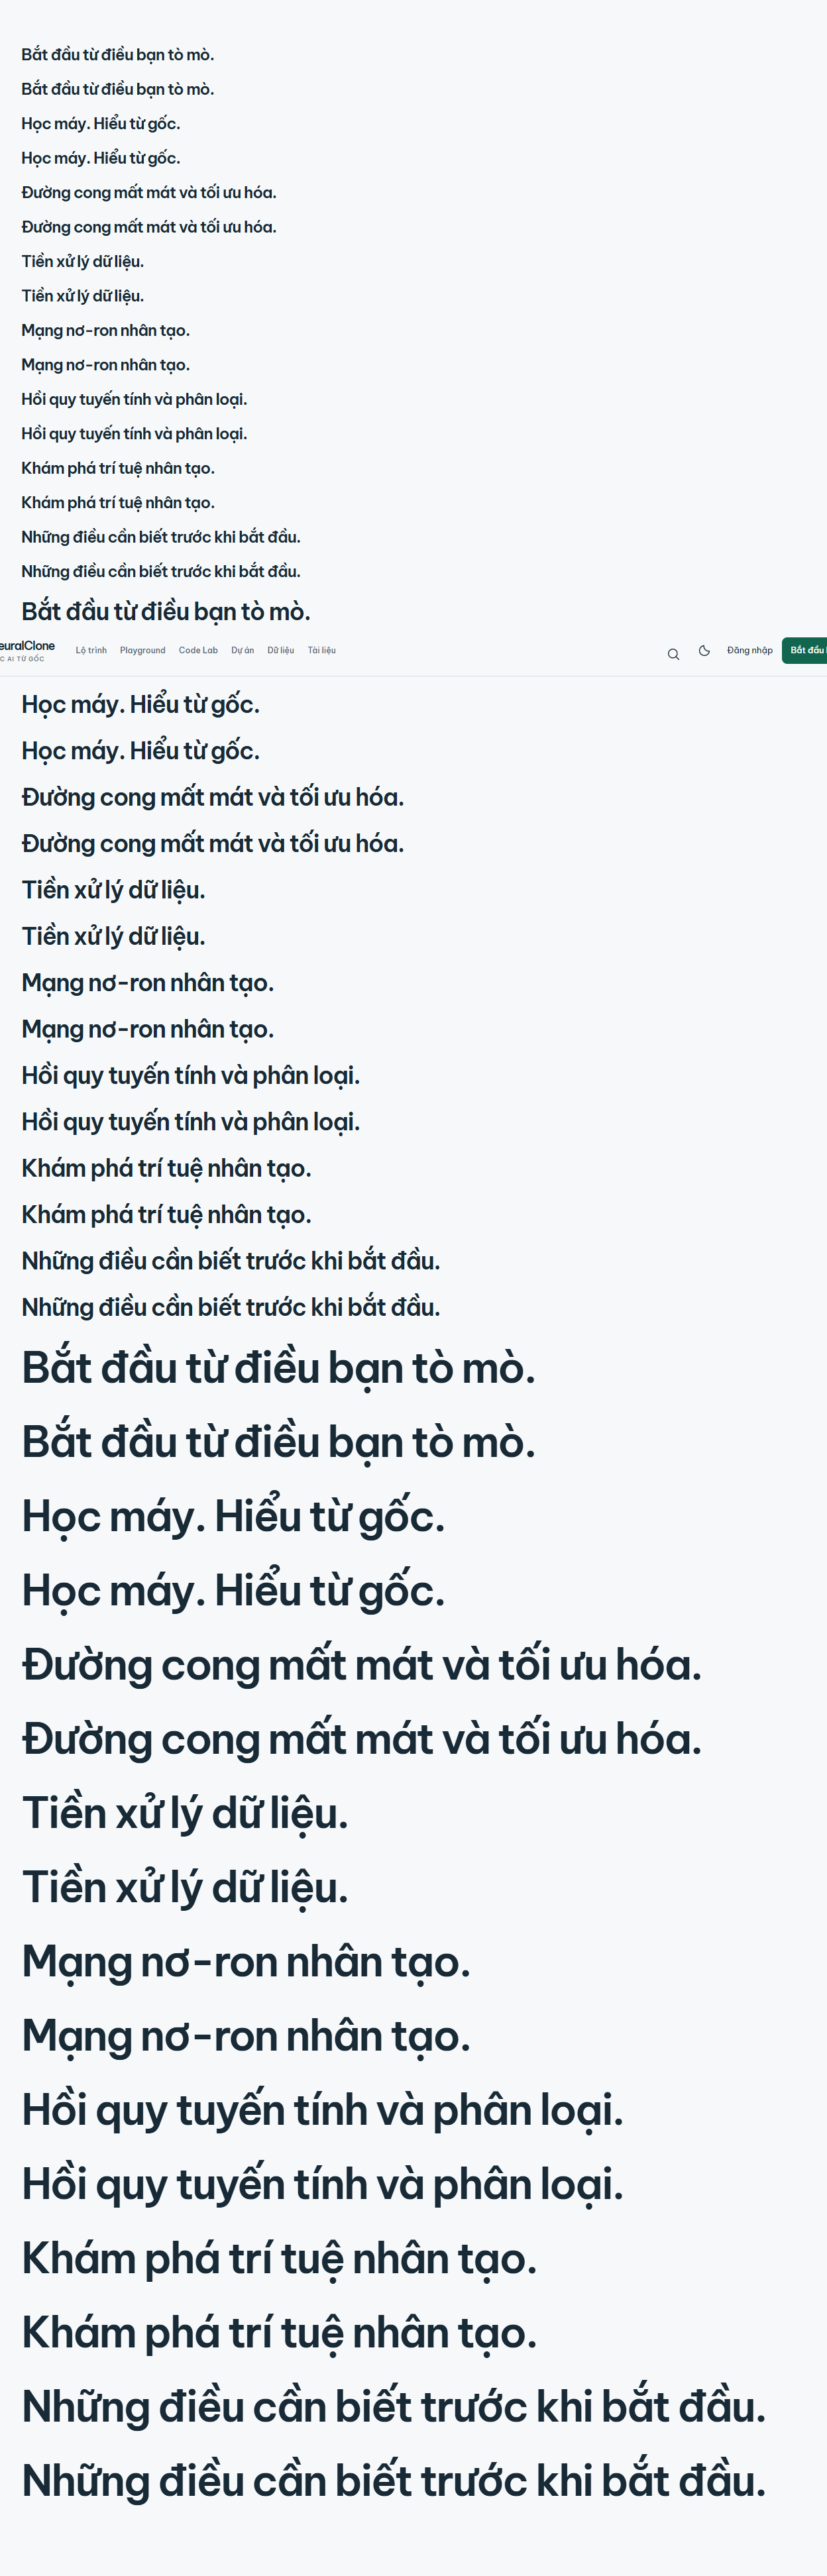 Bắt đầu từ điều bạn tò mò.
Bắt đầu từ điều bạn tò mò.
Học máy. Hiểu từ gốc.
Học máy. Hiểu từ gốc.
Đường cong mất mát và tối ưu hóa.
Đường cong mất mát và tối ưu hóa.
Tiền xử lý dữ liệu.
Tiền xử lý dữ liệu.
Mạng nơ-ron nhân tạo.
Mạng nơ-ron nhân tạo.
Hồi quy tuyến tính và phân loại.
Hồi quy tuyến tính và phân loại.
Khám phá trí tuệ nhân tạo.
Khám phá trí tuệ nhân tạo.
Những điều cần biết trước khi bắt đầu.
Những điều cần biết trước khi bắt đầu.
Bắt đầu từ điều bạn tò mò.
euralClone
C AI TỪ GỐC
Lộ trình Playground Code Lab Dự án Dữ liệu Tài liệu Đăng nhập Bắt đầu
Học máy. Hiểu từ gốc.
Học máy. Hiểu từ gốc.
Đường cong mất mát và tối ưu hóa.
Đường cong mất mát và tối ưu hóa.
Tiền xử lý dữ liệu.
Tiền xử lý dữ liệu.
Mạng nơ-ron nhân tạo.
Mạng nơ-ron nhân tạo.
Hồi quy tuyến tính và phân loại.
Hồi quy tuyến tính và phân loại.
Khám phá trí tuệ nhân tạo.
Khám phá trí tuệ nhân tạo.
Những điều cần biết trước khi bắt đầu.
Những điều cần biết trước khi bắt đầu.
Bắt đầu từ điều bạn tò mò.
Bắt đầu từ điều bạn tò mò.
Học máy. Hiểu từ gốc.
Học máy. Hiểu từ gốc.
Đường cong mất mát và tối ưu hóa.
Đường cong mất mát và tối ưu hóa.
Tiền xử lý dữ liệu.
Tiền xử lý dữ liệu.
Mạng nơ-ron nhân tạo.
Mạng nơ-ron nhân tạo.
Hồi quy tuyến tính và phân loại.
Hồi quy tuyến tính và phân loại.
Khám phá trí tuệ nhân tạo.
Khám phá trí tuệ nhân tạo.
Những điều cần biết trước khi bắt đầu.
Những điều cần biết trước khi bắt đầu.